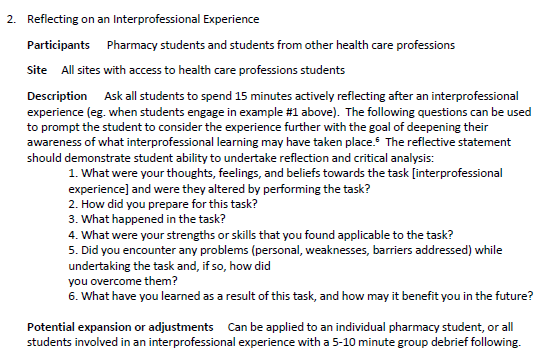 2. Reflecting on an Interprofessional Experience
Participants Pharmacy students and students from other health care professions
Site All sites with access to health care professions students
Description Ask all students to spend 15 minutes actively reflecting after an interprofessional
experience (eg. when students engage in example #1 above). The following questions can be used
to prompt the student to consider the experience further with the goal of deepening their
awareness of what interprofessional learning may have taken place.⁶ The reflective statement
should demonstrate student ability to undertake reflection and critical analysis:
1. What were your thoughts, feelings, and beliefs towards the task [interprofessional
experience] and were they altered by performing the task?
2. How did you prepare for this task?
3. What happened in the task?
4. What were your strengths or skills that you found applicable to the task?
5. Did you encounter any problems (personal, weaknesses, barriers addressed) while
undertaking the task and, if so, how did
you overcome them?
6. What have you learned as a result of this task, and how may it benefit you in the future?
Potential expansion or adjustments Can be applied to an individual pharmacy student, or all
students involved in an interprofessional experience with a 5-10 minute group debrief following.